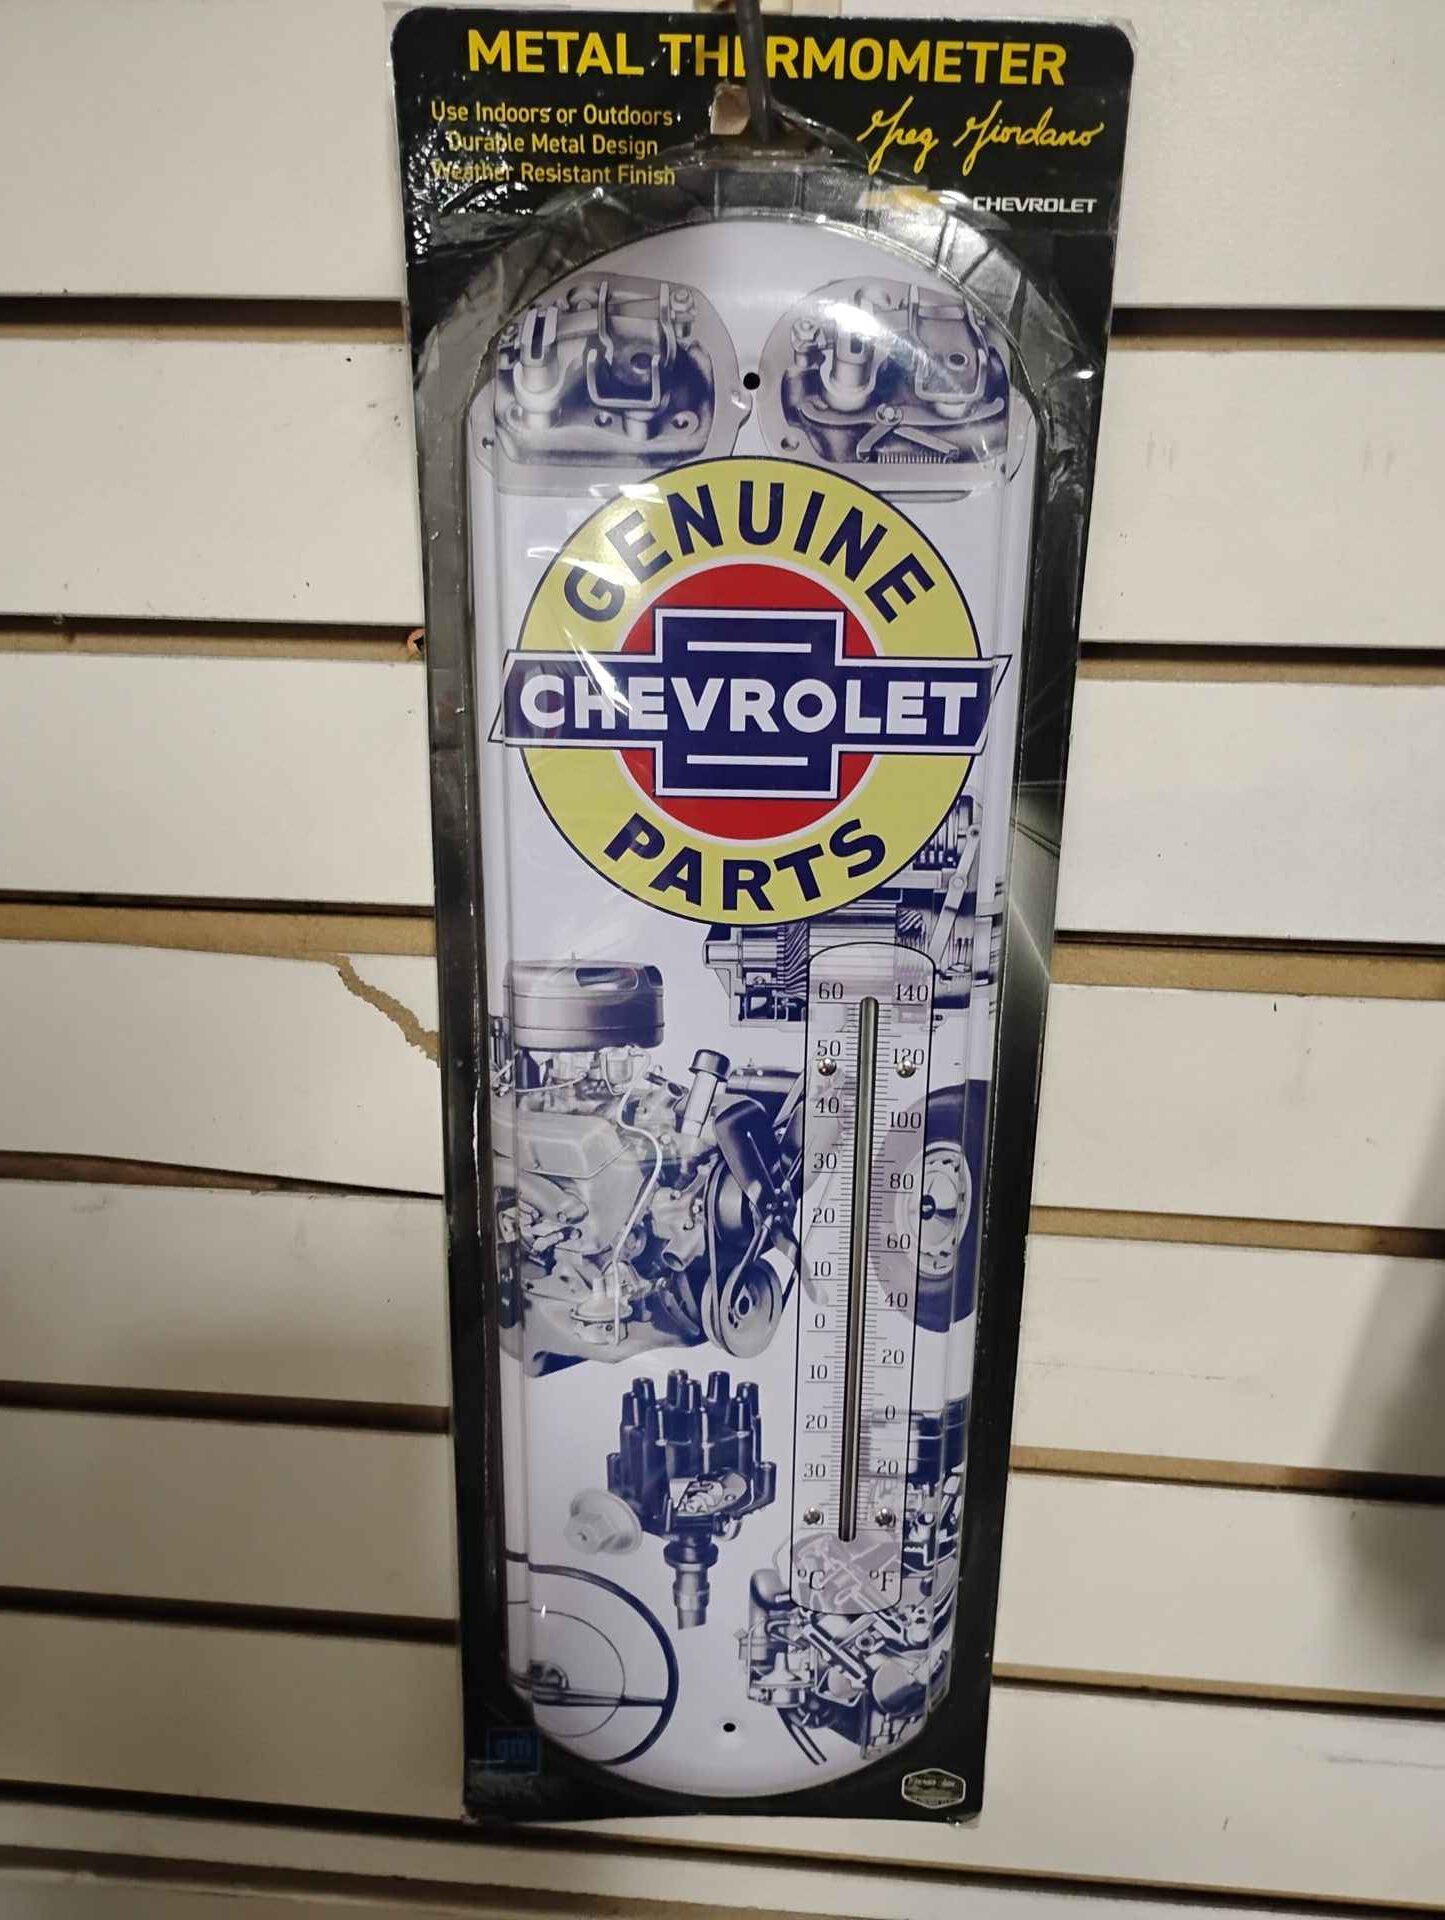 METAL THERMOMETER
Use Indoors or Outdoors
Durable Metal Design
Weather Resistant Finish
Greg Giordano
CHEVROLET
GENUINE
CHEVROLET
PARTS
60 140
50 120
40 100
30 80
20 60
10 40
0 20
10 0
20 20
30
°C °F
gm